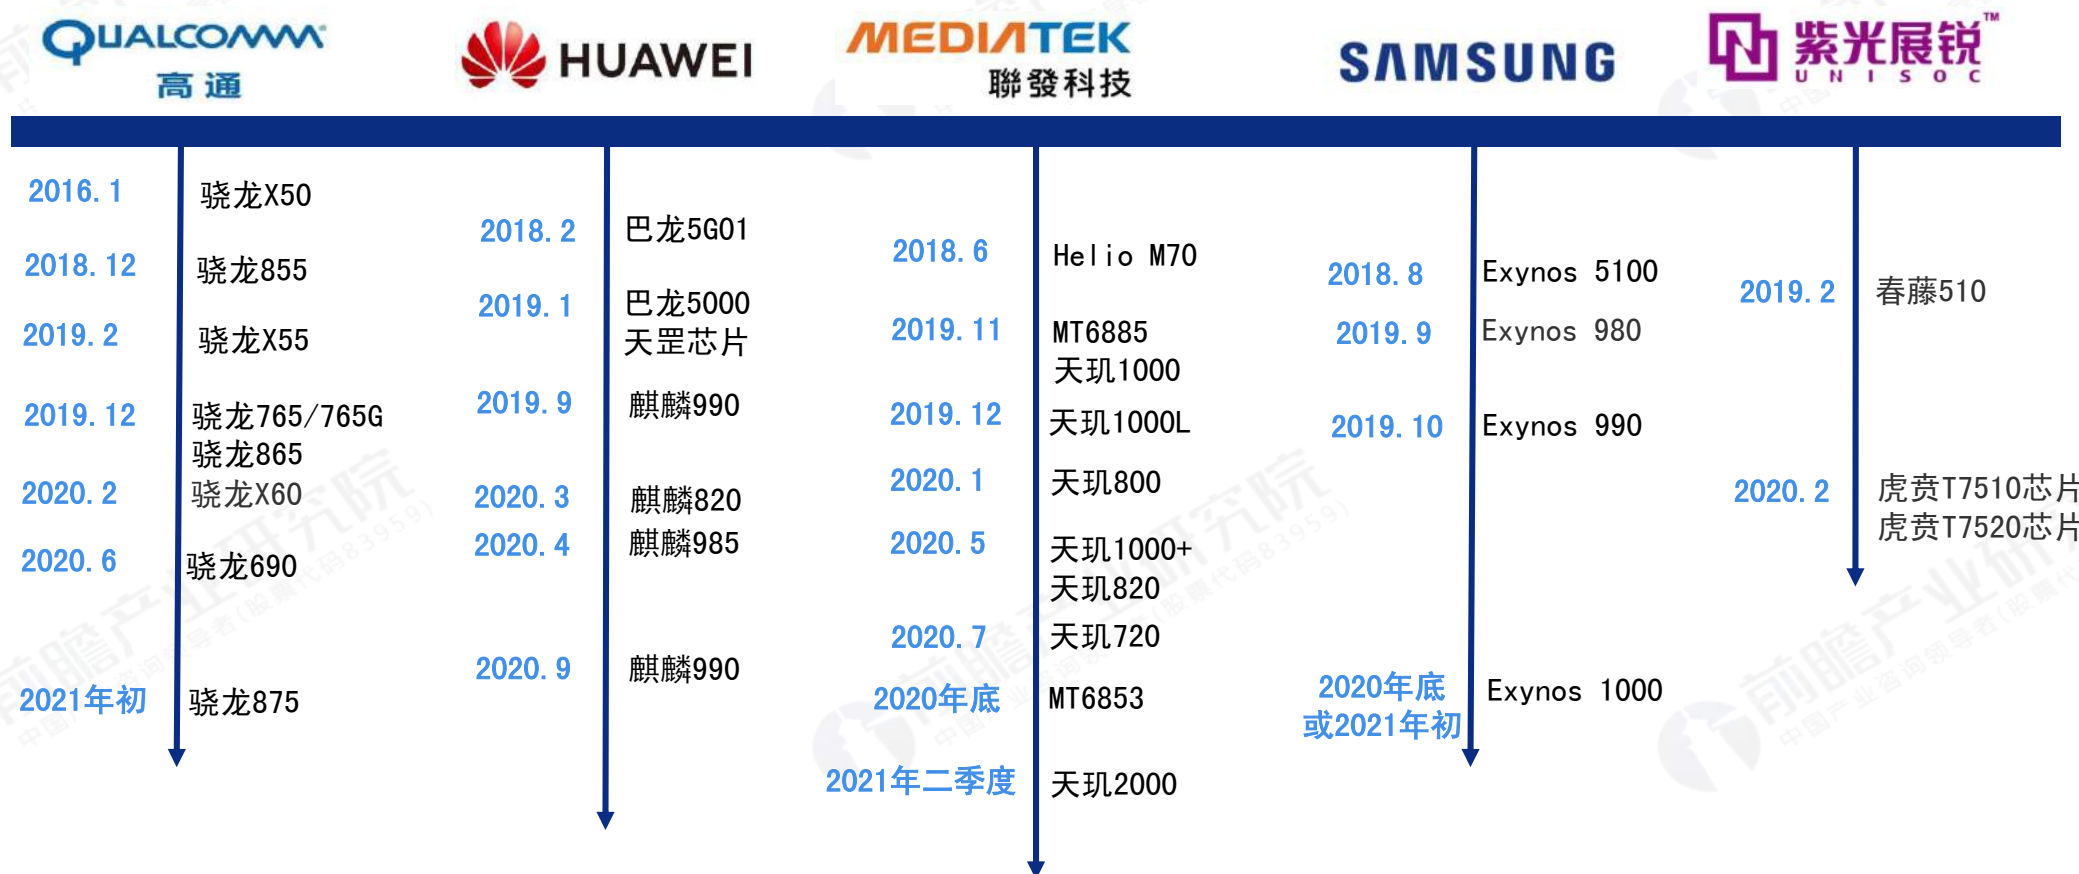 QUALCOMM
高通
HUAWEI
MEDIATEK
聯發科技
SAMSUNG
紫光展锐™
UNISOC
2016.1 骁龙X50
2018.12 骁龙855
2019.2 骁龙X55
2019.12 骁龙765/765G
骁龙865
2020.2 骁龙X60
2020.6 骁龙690
2021年初 骁龙875
2018.2 巴龙5G01
2019.1 巴龙5000
天罡芯片
2019.9 麒麟990
2020.3 麒麟820
2020.4 麒麟985
2020.9 麒麟990
2018.6 Helio M70
2019.11 MT6885
天玑1000
2019.12 天玑1000L
2020.1 天玑800
2020.5 天玑1000+
天玑820
2020.7 天玑720
2020年底 MT6853
2021年二季度 天玑2000
2018.8 Exynos 5100
2019.9 Exynos 980
2019.10 Exynos 990
2020年底
或2021年初 Exynos 1000
2019.2 春藤510
2020.2 虎贲T7510芯片
虎贲T7520芯片
前瞻产业研究院